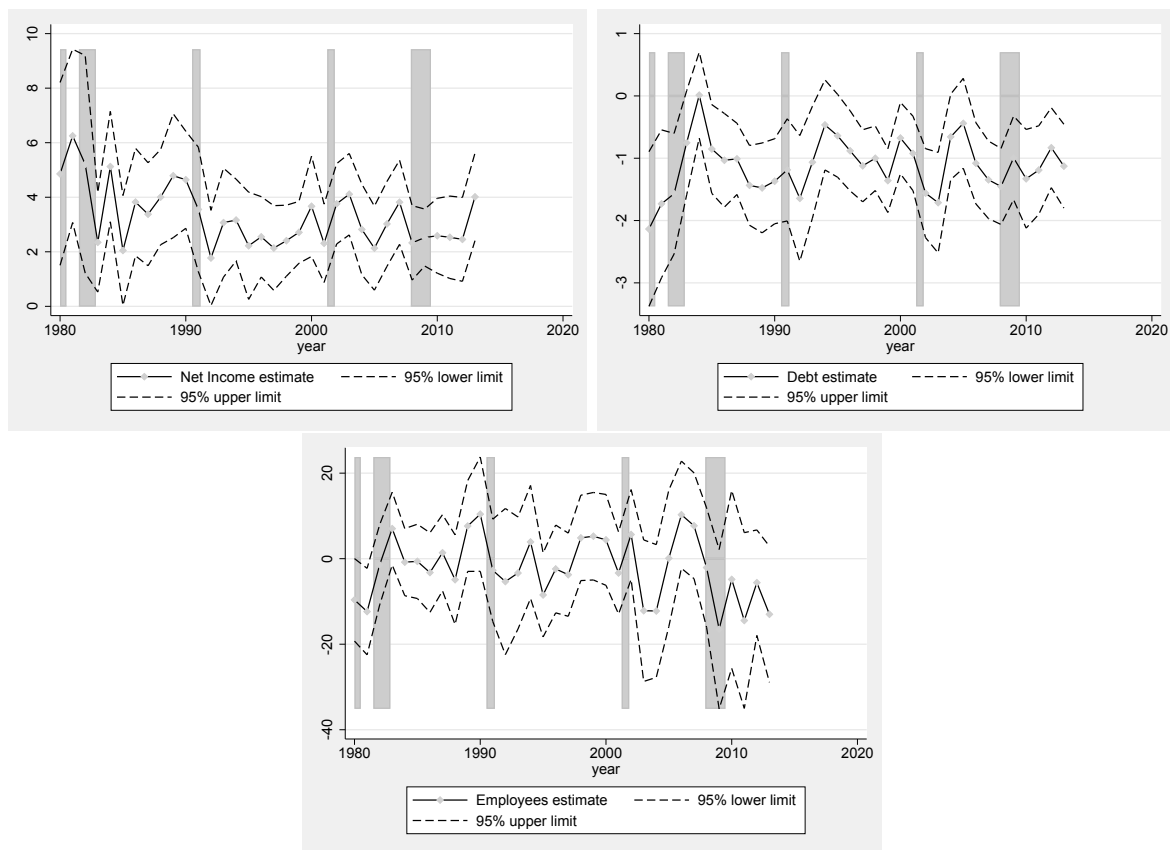 10
8
6
4
2
0
1980 1990 2000 2010 2020
year
Net Income estimate 95% lower limit
95% upper limit
1
0
-1
-2
-3
1980 1990 2000 2010 2020
year
Debt estimate 95% lower limit
95% upper limit
20
0
-20
-40
1980 1990 2000 2010 2020
year
Employees estimate 95% lower limit
95% upper limit